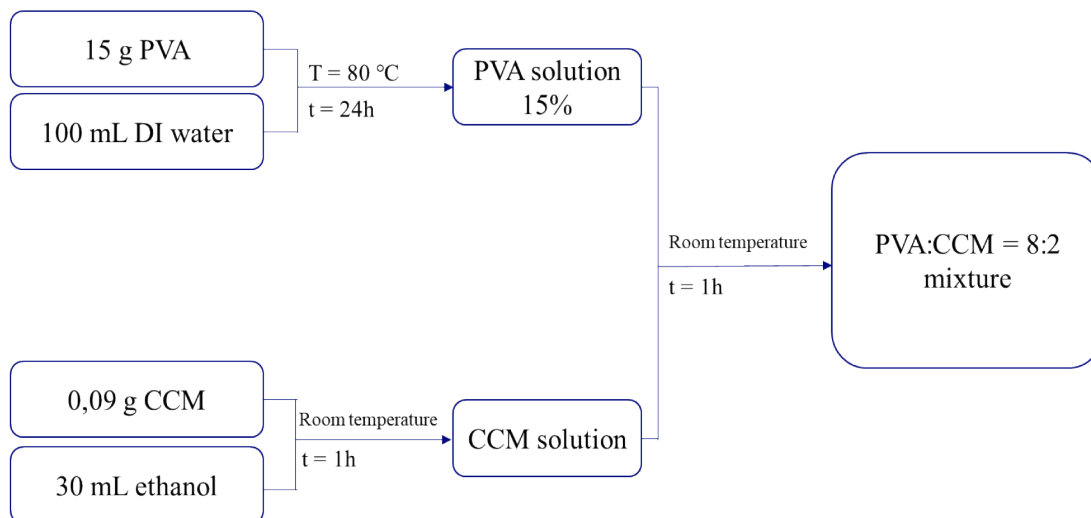 15 g PVA
100 mL DI water
T = 80 °C
t = 24h
PVA solution
15%
Room temperature
t = 1h
PVA:CCM = 8:2
mixture
0,09 g CCM
30 mL ethanol
Room temperature
t = 1h
CCM solution